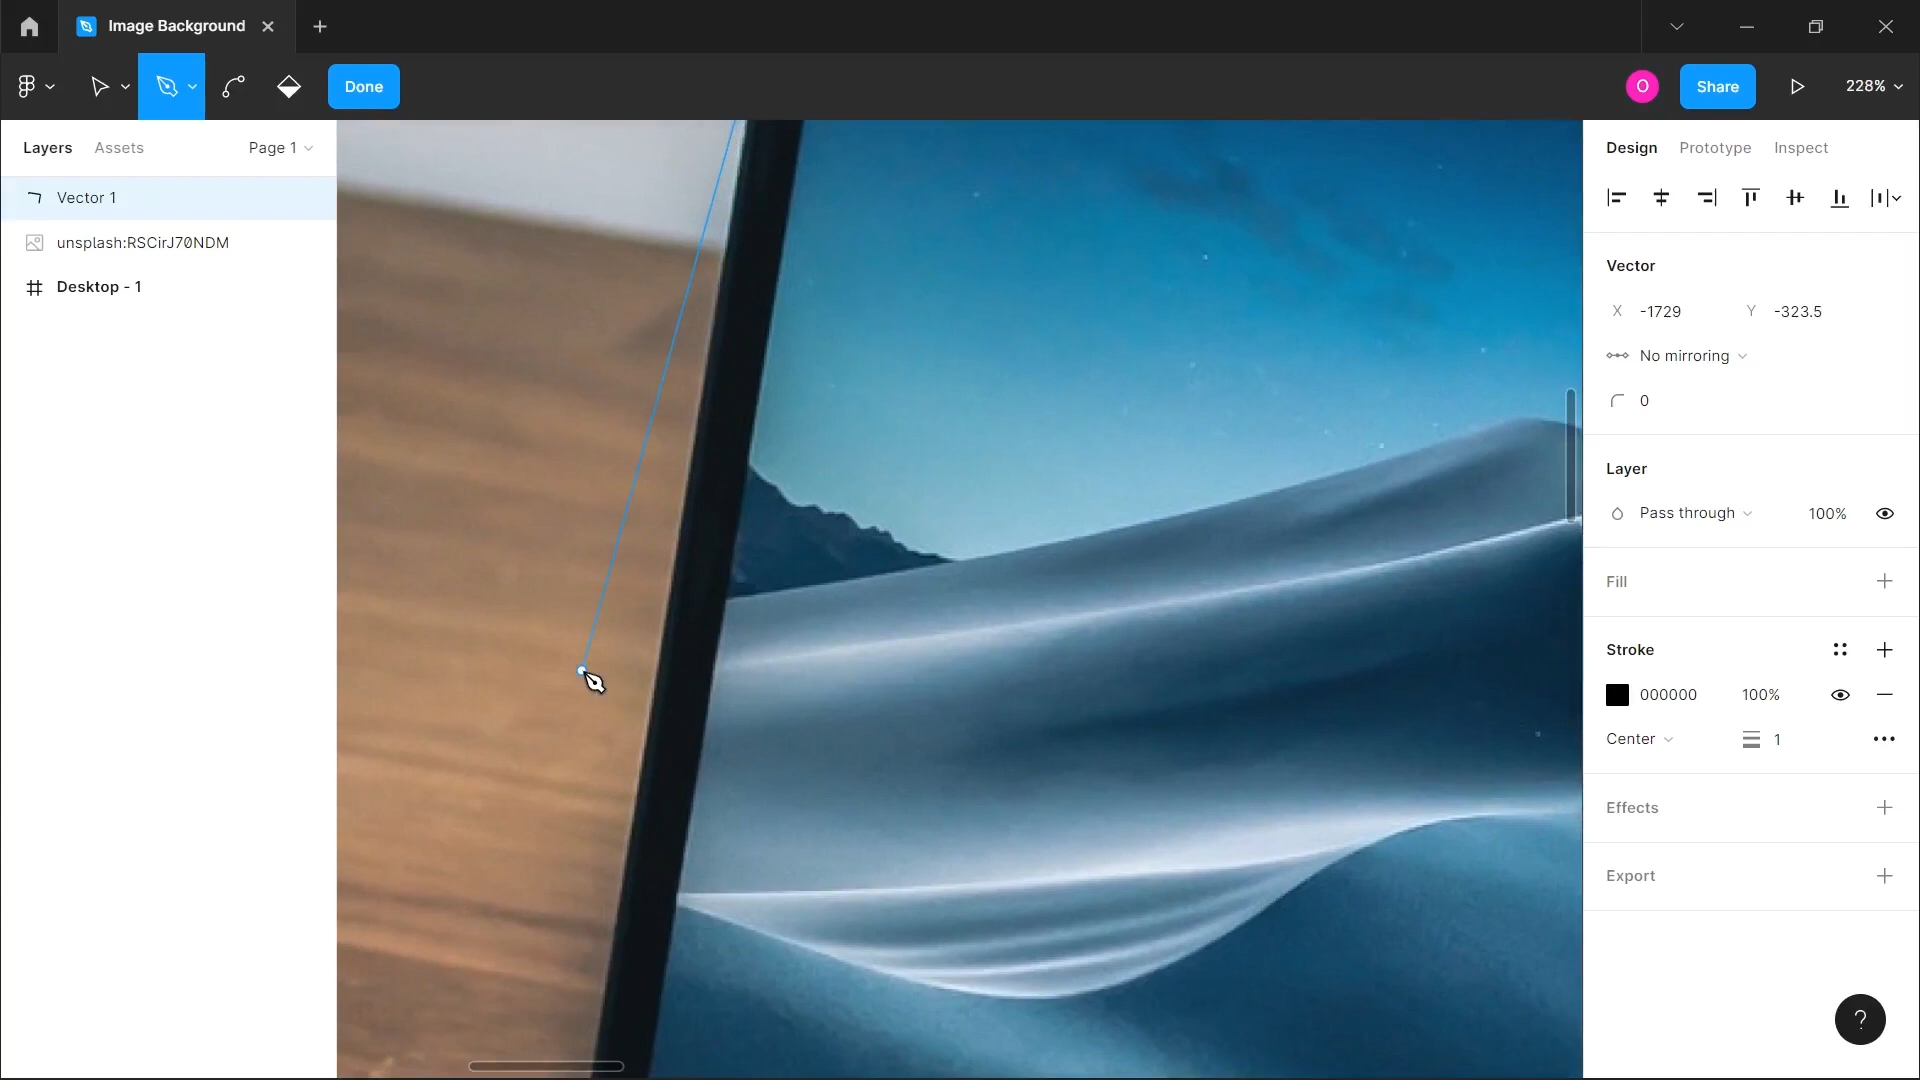 Image Background
Done
O
Share
228%
Layers
Assets
Page 1
Design
Prototype
Inspect
Vector 1
unsplash:RSCirJ70NDM
Desktop - 1
Vector
X
-1729
Y
-323.5
No mirroring
0
Layer
Pass through
100%
Fill
Stroke
000000
100%
Center
1
Effects
Export
?